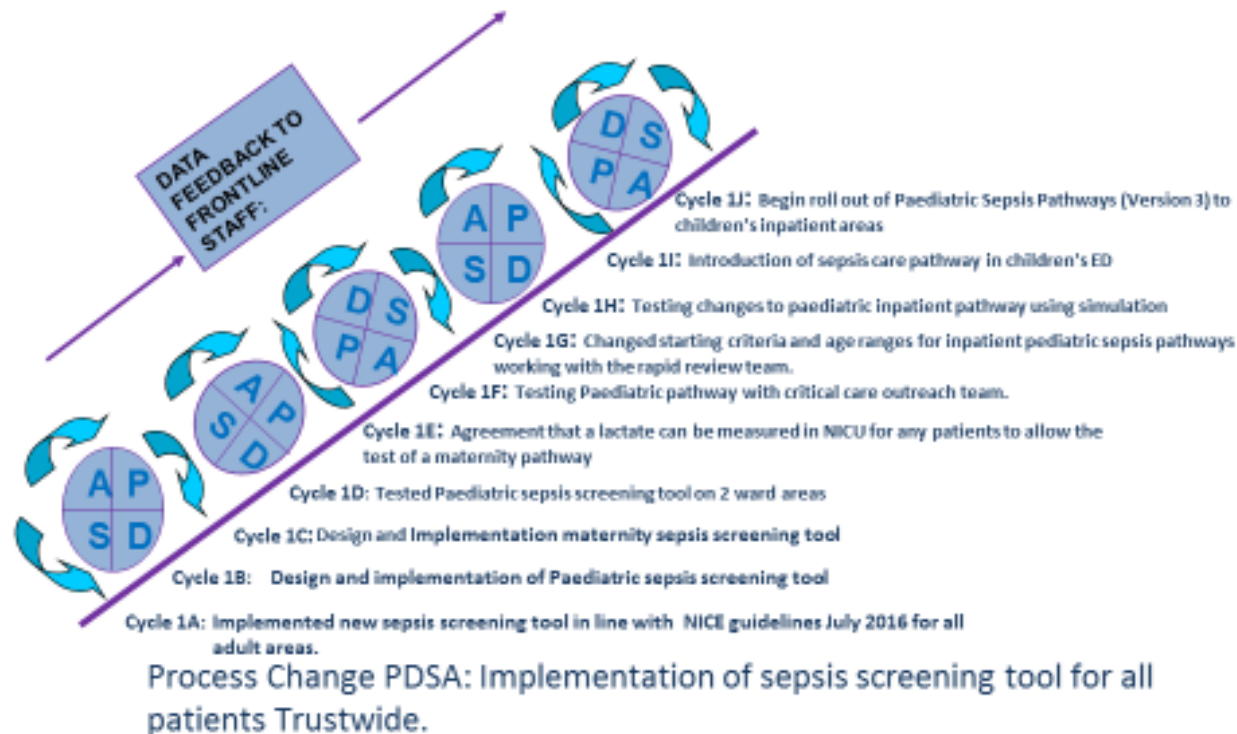 DATA
FEEDBACK TO
FRONTLINE
STAFF:
D S
P A
A P
S D
D S
P A
A P
S D
A P
S D
Cycle 1J: Begin roll out of Paediatric Sepsis Pathways (Version 3) to
children's inpatient areas
Cycle 1I: Introduction of sepsis care pathway in children's ED
Cycle 1H: Testing changes to paediatric inpatient pathway using simulation
Cycle 1G: Changed starting criteria and age ranges for inpatient pediatric sepsis pathways
working with the rapid review team.
Cycle 1F: Testing Paediatric pathway with critical care outreach team.
Cycle 1E: Agreement that a lactate can be measured in NICU for any patients to allow the
test of a maternity pathway
Cycle 1D: Tested Paediatric sepsis screening tool on 2 ward areas
Cycle 1C: Design and Implementation maternity sepsis screening tool
Cycle 1B: Design and implementation of Paediatric sepsis screening tool
Cycle 1A: Implemented new sepsis screening tool in line with NICE guidelines July 2016 for all
adult areas.
Process Change PDSA: Implementation of sepsis screening tool for all
patients Trustwide.